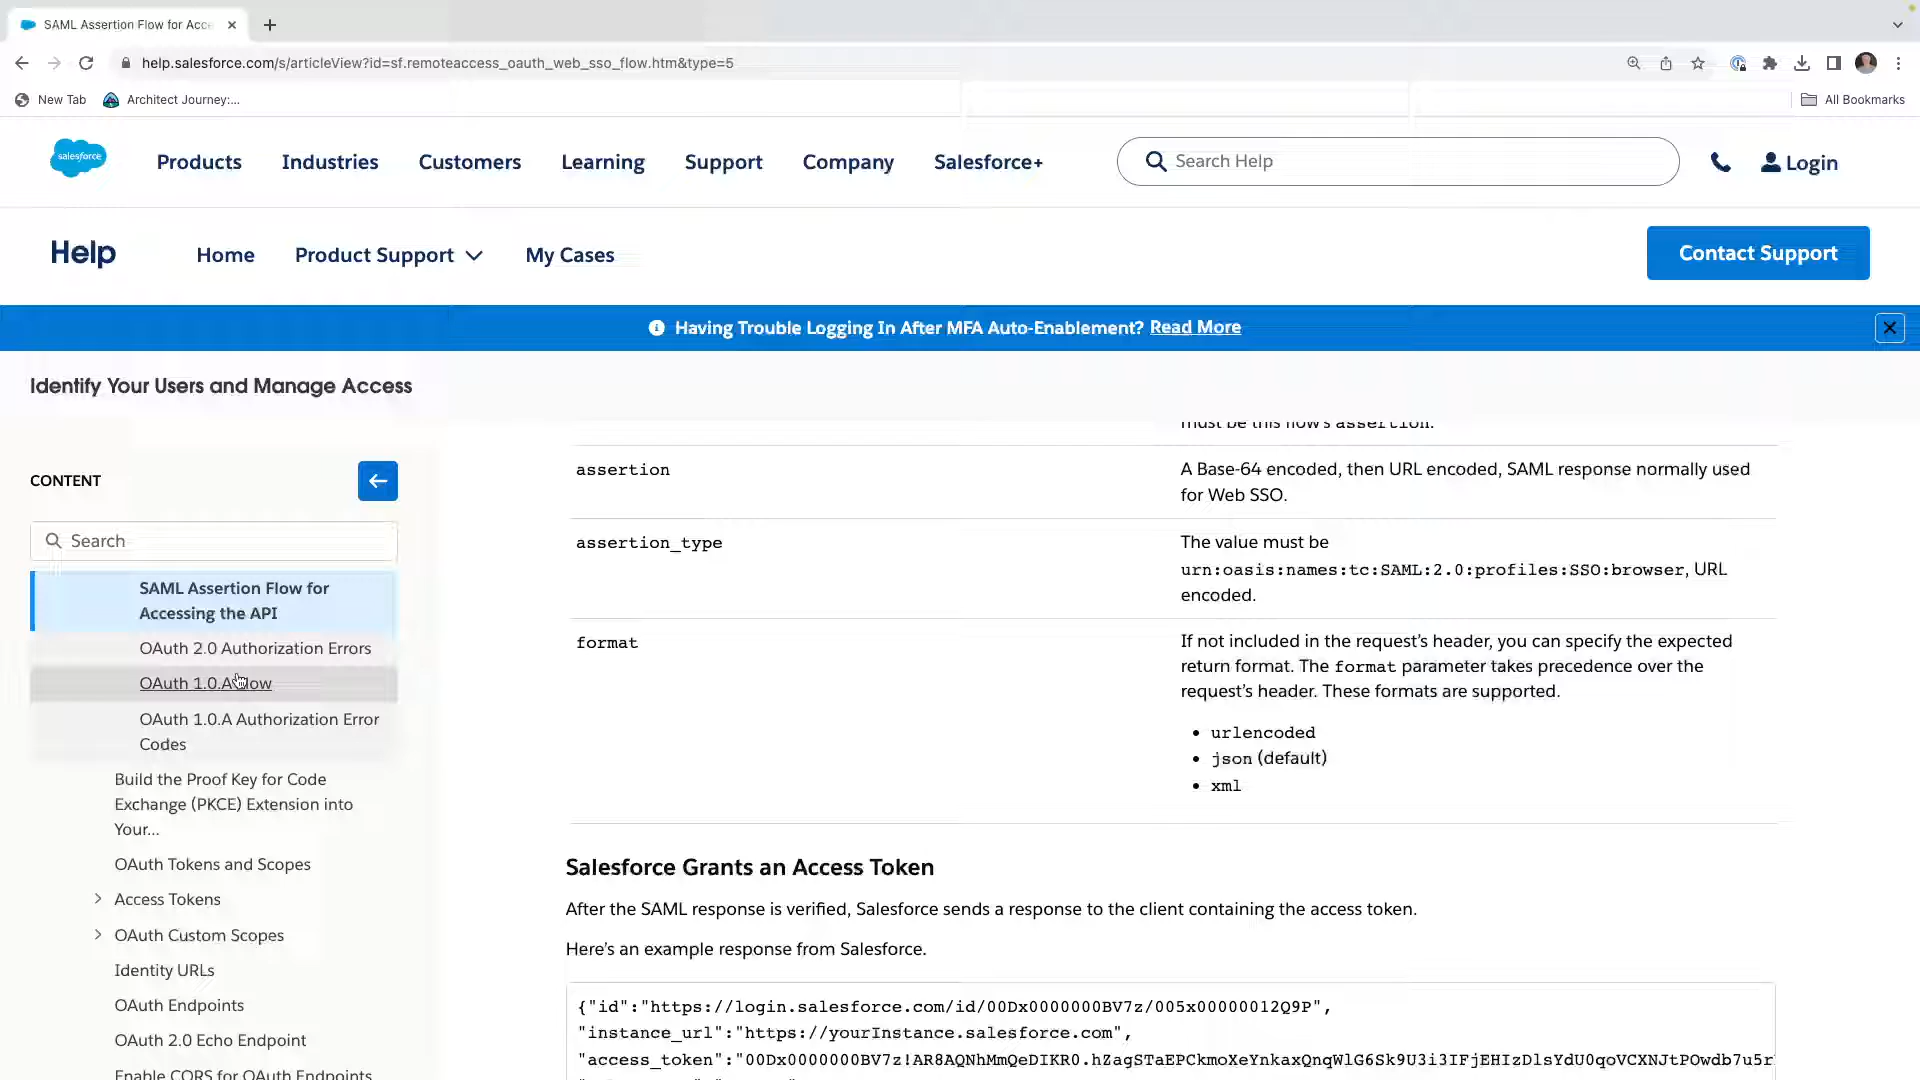 SAML Assertion Flow for Acce
help.salesforce.com/s/articleView?id=sf.remoteaccess_oauth_web_sso_flow.htm&type=5
New Tab
Architect Journey:...
All Bookmarks
salesforce
Products
Industries
Customers
Learning
Support
Company
Salesforce+
Search Help
Login
Help
Home
Product Support
My Cases
Contact Support
Having Trouble Logging In After MFA Auto-Enablement? Read More
Identify Your Users and Manage Access
CONTENT
Search
SAML Assertion Flow for
Accessing the API
OAuth 2.0 Authorization Errors
OAuth 1.0.A
OAuth 1.0.A Authorization Error
Codes
Build the Proof Key for Code
Exchange (PKCE) Extension into
Your...
OAuth Tokens and Scopes
Access Tokens
OAuth Custom Scopes
Identity URLs
OAuth Endpoints
OAuth 2.0 Echo Endpoint
Enable CORS for OAuth Endpoints
must be this flow's assertion.
assertion
A Base-64 encoded, then URL encoded, SAML response normally used
for Web SSO.
assertion_type
The value must be
urn:oasis:names:tc:SAML:2.0:profiles:SSO:browser, URL
encoded.
format
If not included in the request's header, you can specify the expected
return format. The format parameter takes precedence over the
request's header. These formats are supported.
• urlencoded
• json (default)
• xml
Salesforce Grants an Access Token
After the SAML response is verified, Salesforce sends a response to the client containing the access token.
Here's an example response from Salesforce.
{"id":"https://login.salesforce.com/id/00Dx0000000BV7z/005x00000012Q9P",
"instance_url":"https://yourInstance.salesforce.com",
"access_token":"00Dx0000000BV7z!AR8AQNhMmQeDIKR0.hZagSTaEPCkmoXeYnkaxQnqWlG6Sk9U3i3IFjEHIzDlsYdU0qoVCXNJtPOwdb7u5r